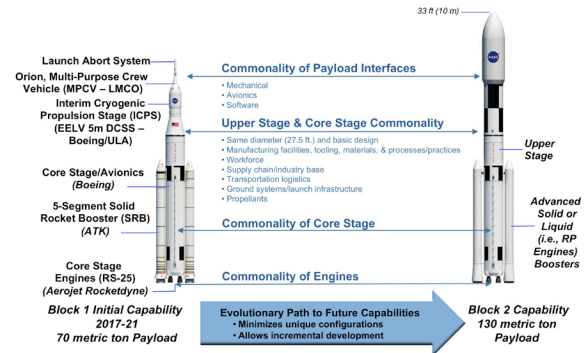 33 ft (10 m)
Launch Abort System
Orion, Multi-Purpose Crew
Vehicle (MPCV – LMCO)
Interim Cryogenic
Propulsion Stage (ICPS)
(EELV 5m DCSS –
Boeing/ULA)
Core Stage/Avionics
(Boeing)
5-Segment Solid
Rocket Booster (SRB)
(ATK)
Core Stage
Engines (RS-25)
(Aerojet Rocketdyne)
Block 1 Initial Capability
2017-21
70 metric ton Payload
Commonality of Payload Interfaces
• Mechanical
• Avionics
• Software
Upper Stage & Core Stage Commonality
• Same diameter (27.5 ft.) and basic design
• Manufacturing facilities, tooling, materials, & processes/practices
• Workforce
• Supply chain/industry base
• Transportation logistics
• Ground systems/launch infrastructure
• Propellants
Commonality of Core Stage
Commonality of Engines
Evolutionary Path to Future Capabilities
• Minimizes unique configurations
• Allows incremental development
NASA
NASA
Upper
Stage
Advanced
Solid or
Liquid
(i.e., RP
Engines)
Boosters
Block 2 Capability
130 metric ton
Payload